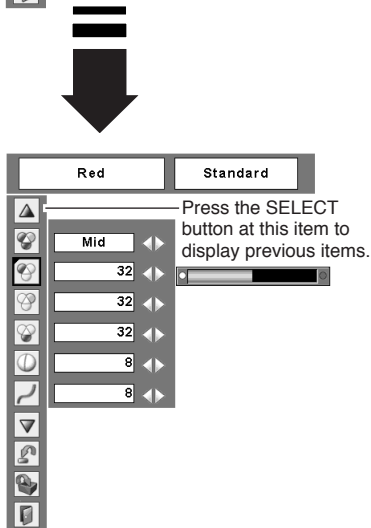 Red Standard
Press the SELECT
button at this item to
display previous items.
Mid
32
32
32
8
8